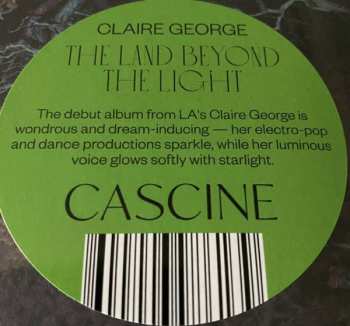 CLAIRE GEORGE
THE LAND BEYOND
THE LIGHT
The debut album from LA's Claire George is
wondrous and dream-inducing — her electro-pop
and dance productions sparkle, while her luminous
voice glows softly with starlight.
CASCINE